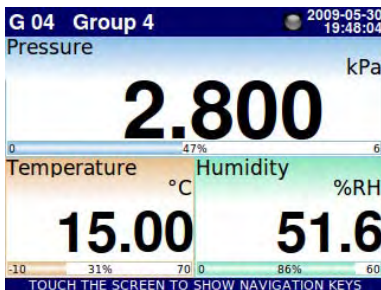 G 04 Group 4 2009-05-30
19:48:04
Pressure
kPa
2.800
0 47% 6
Temperature Humidity
°C %RH
15.00 51.6
-10 31% 70 0 86% 60
TOUCH THE SCREEN TO SHOW NAVIGATION KEYS